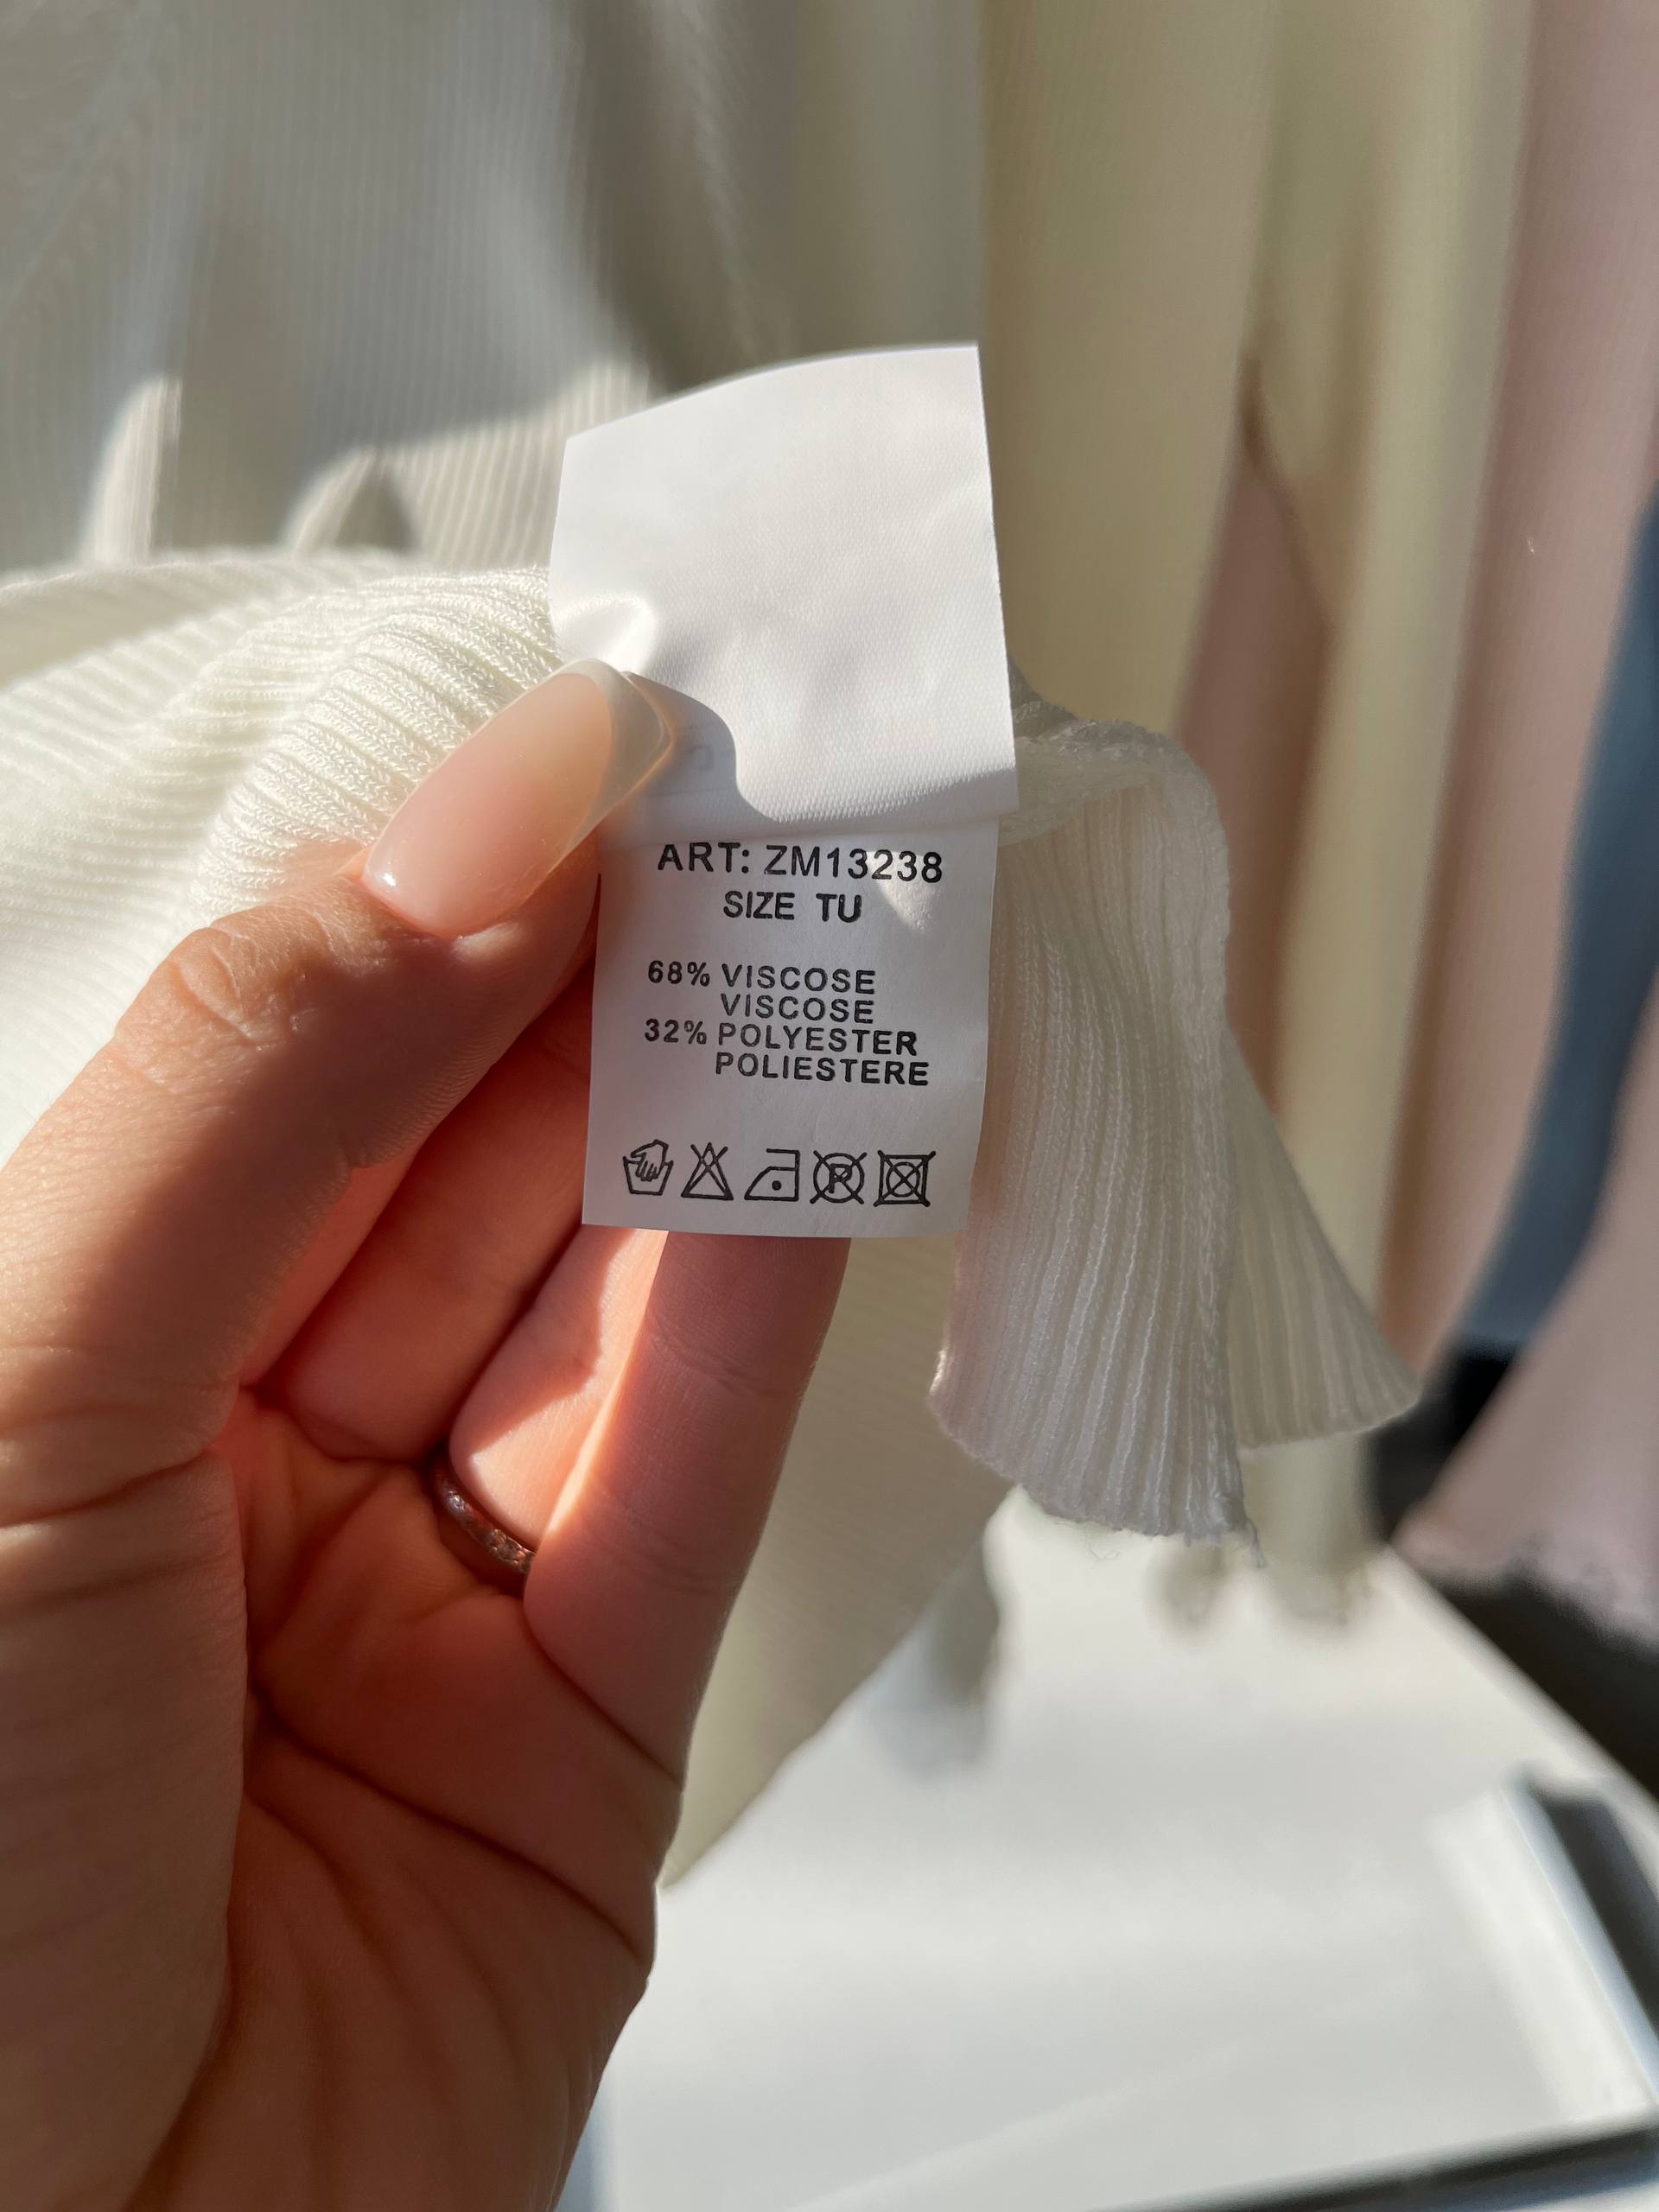 ART: ZM13238
SIZE TU
68% VISCOSE
VISCOSE
32% POLYESTER
POLIESTERE
P